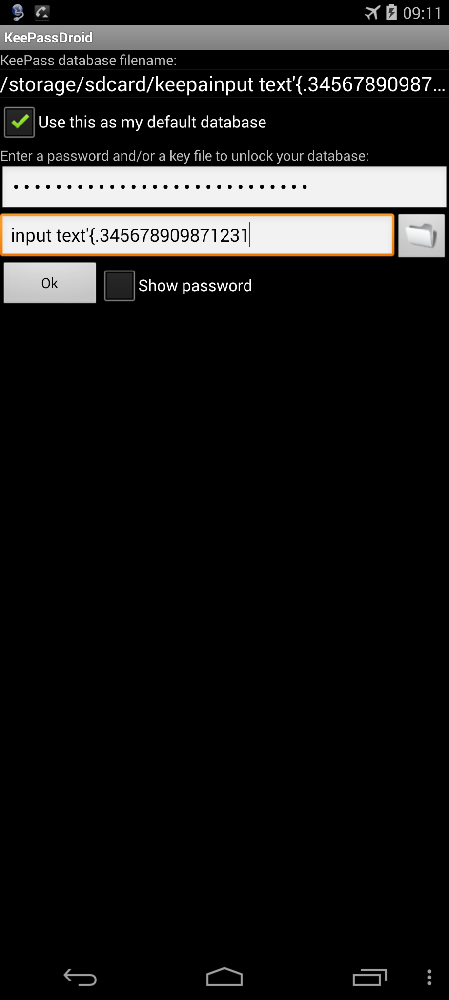 09:11
KeePassDroid
KeePass database filename:
/storage/sdcard/keepainput text'{.34567890987...
Use this as my default database
Enter a password and/or a key file to unlock your database:
••••••••••••••••••••••••••••
input text'{.345678909871231
Ok
Show password